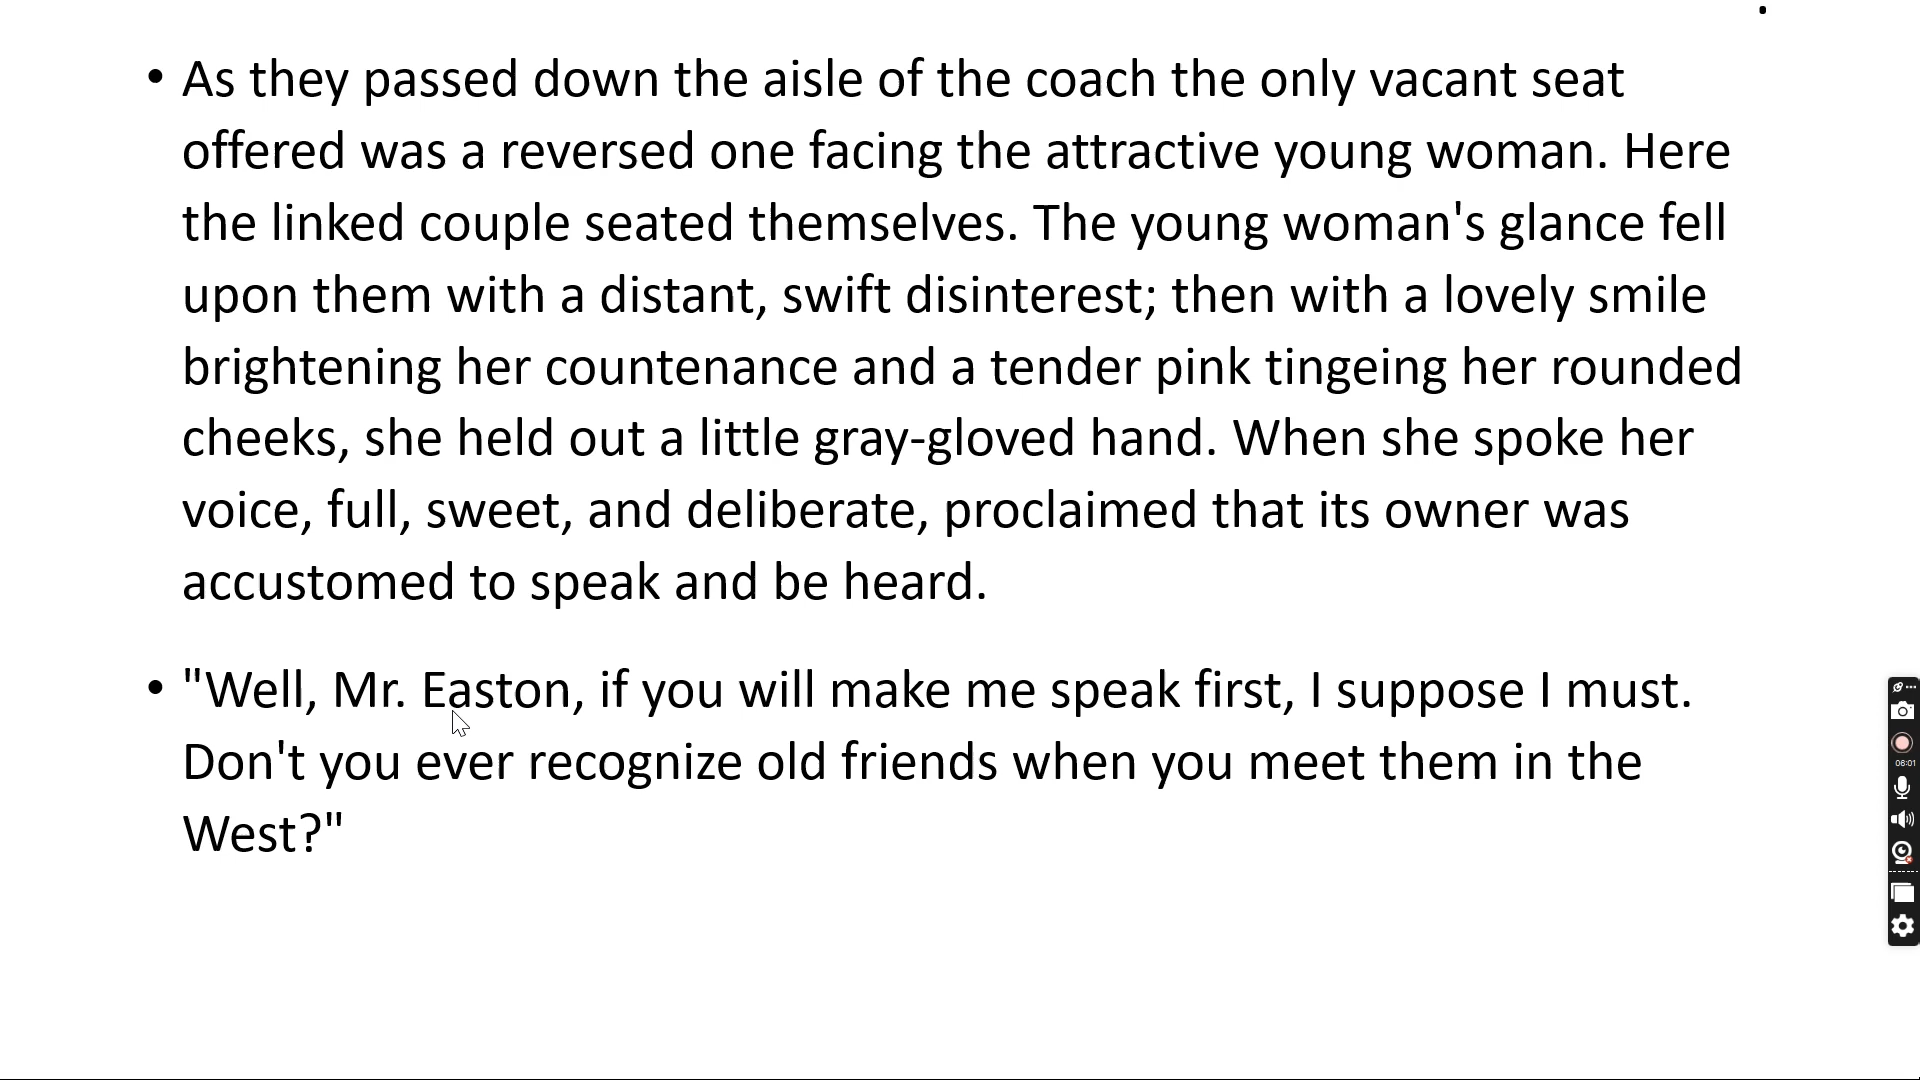 • As they passed down the aisle of the coach the only vacant seat
offered was a reversed one facing the attractive young woman. Here
the linked couple seated themselves. The young woman's glance fell
upon them with a distant, swift disinterest; then with a lovely smile
brightening her countenance and a tender pink tingeing her rounded
cheeks, she held out a little gray-gloved hand. When she spoke her
voice, full, sweet, and deliberate, proclaimed that its owner was
accustomed to speak and be heard.
• "Well, Mr. Easton, if you will make me speak first, I suppose I must.
Don't you ever recognize old friends when you meet them in the
West?"
06:01